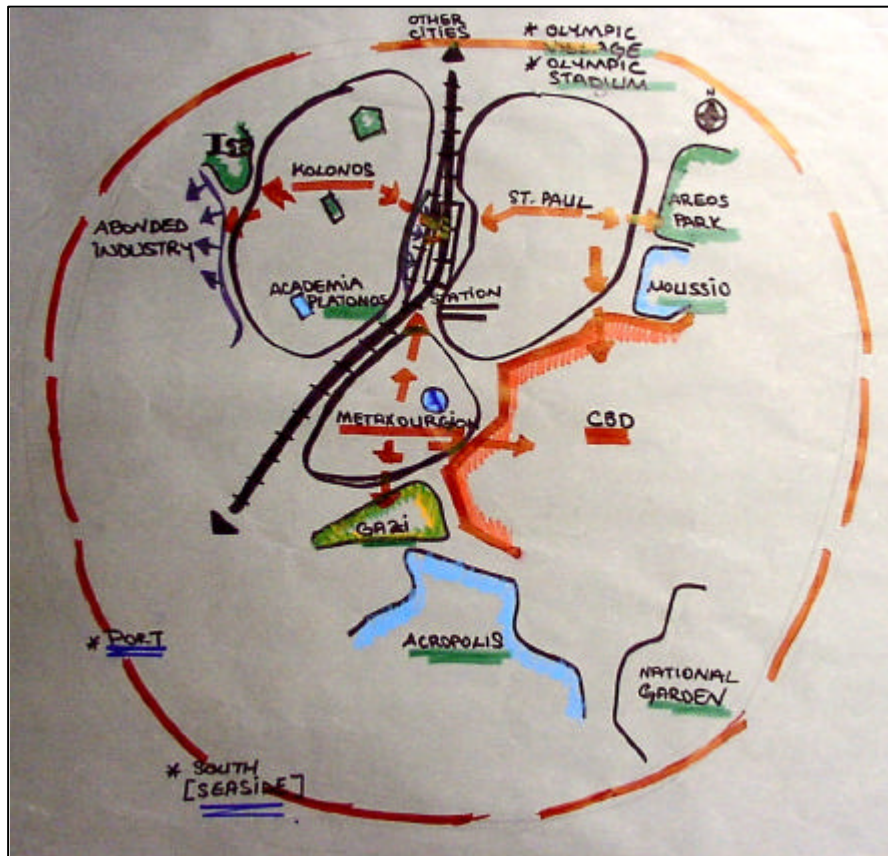 OTHER
CITIES
* OLYMPIC
VILLAGE
* OLYMPIC
STADIUM
N
KOLONOS
ST. PAUL
AREOS
PARK
ABONDED
INDUSTRY
ACADEMIA
PLATONOS
STATION
MOUSSIO
METAXOURGION
CBD
GAZi
ACROPOLIS
* PORT
NATIONAL
GARDEN
* SOUTH
[SEASIDE]